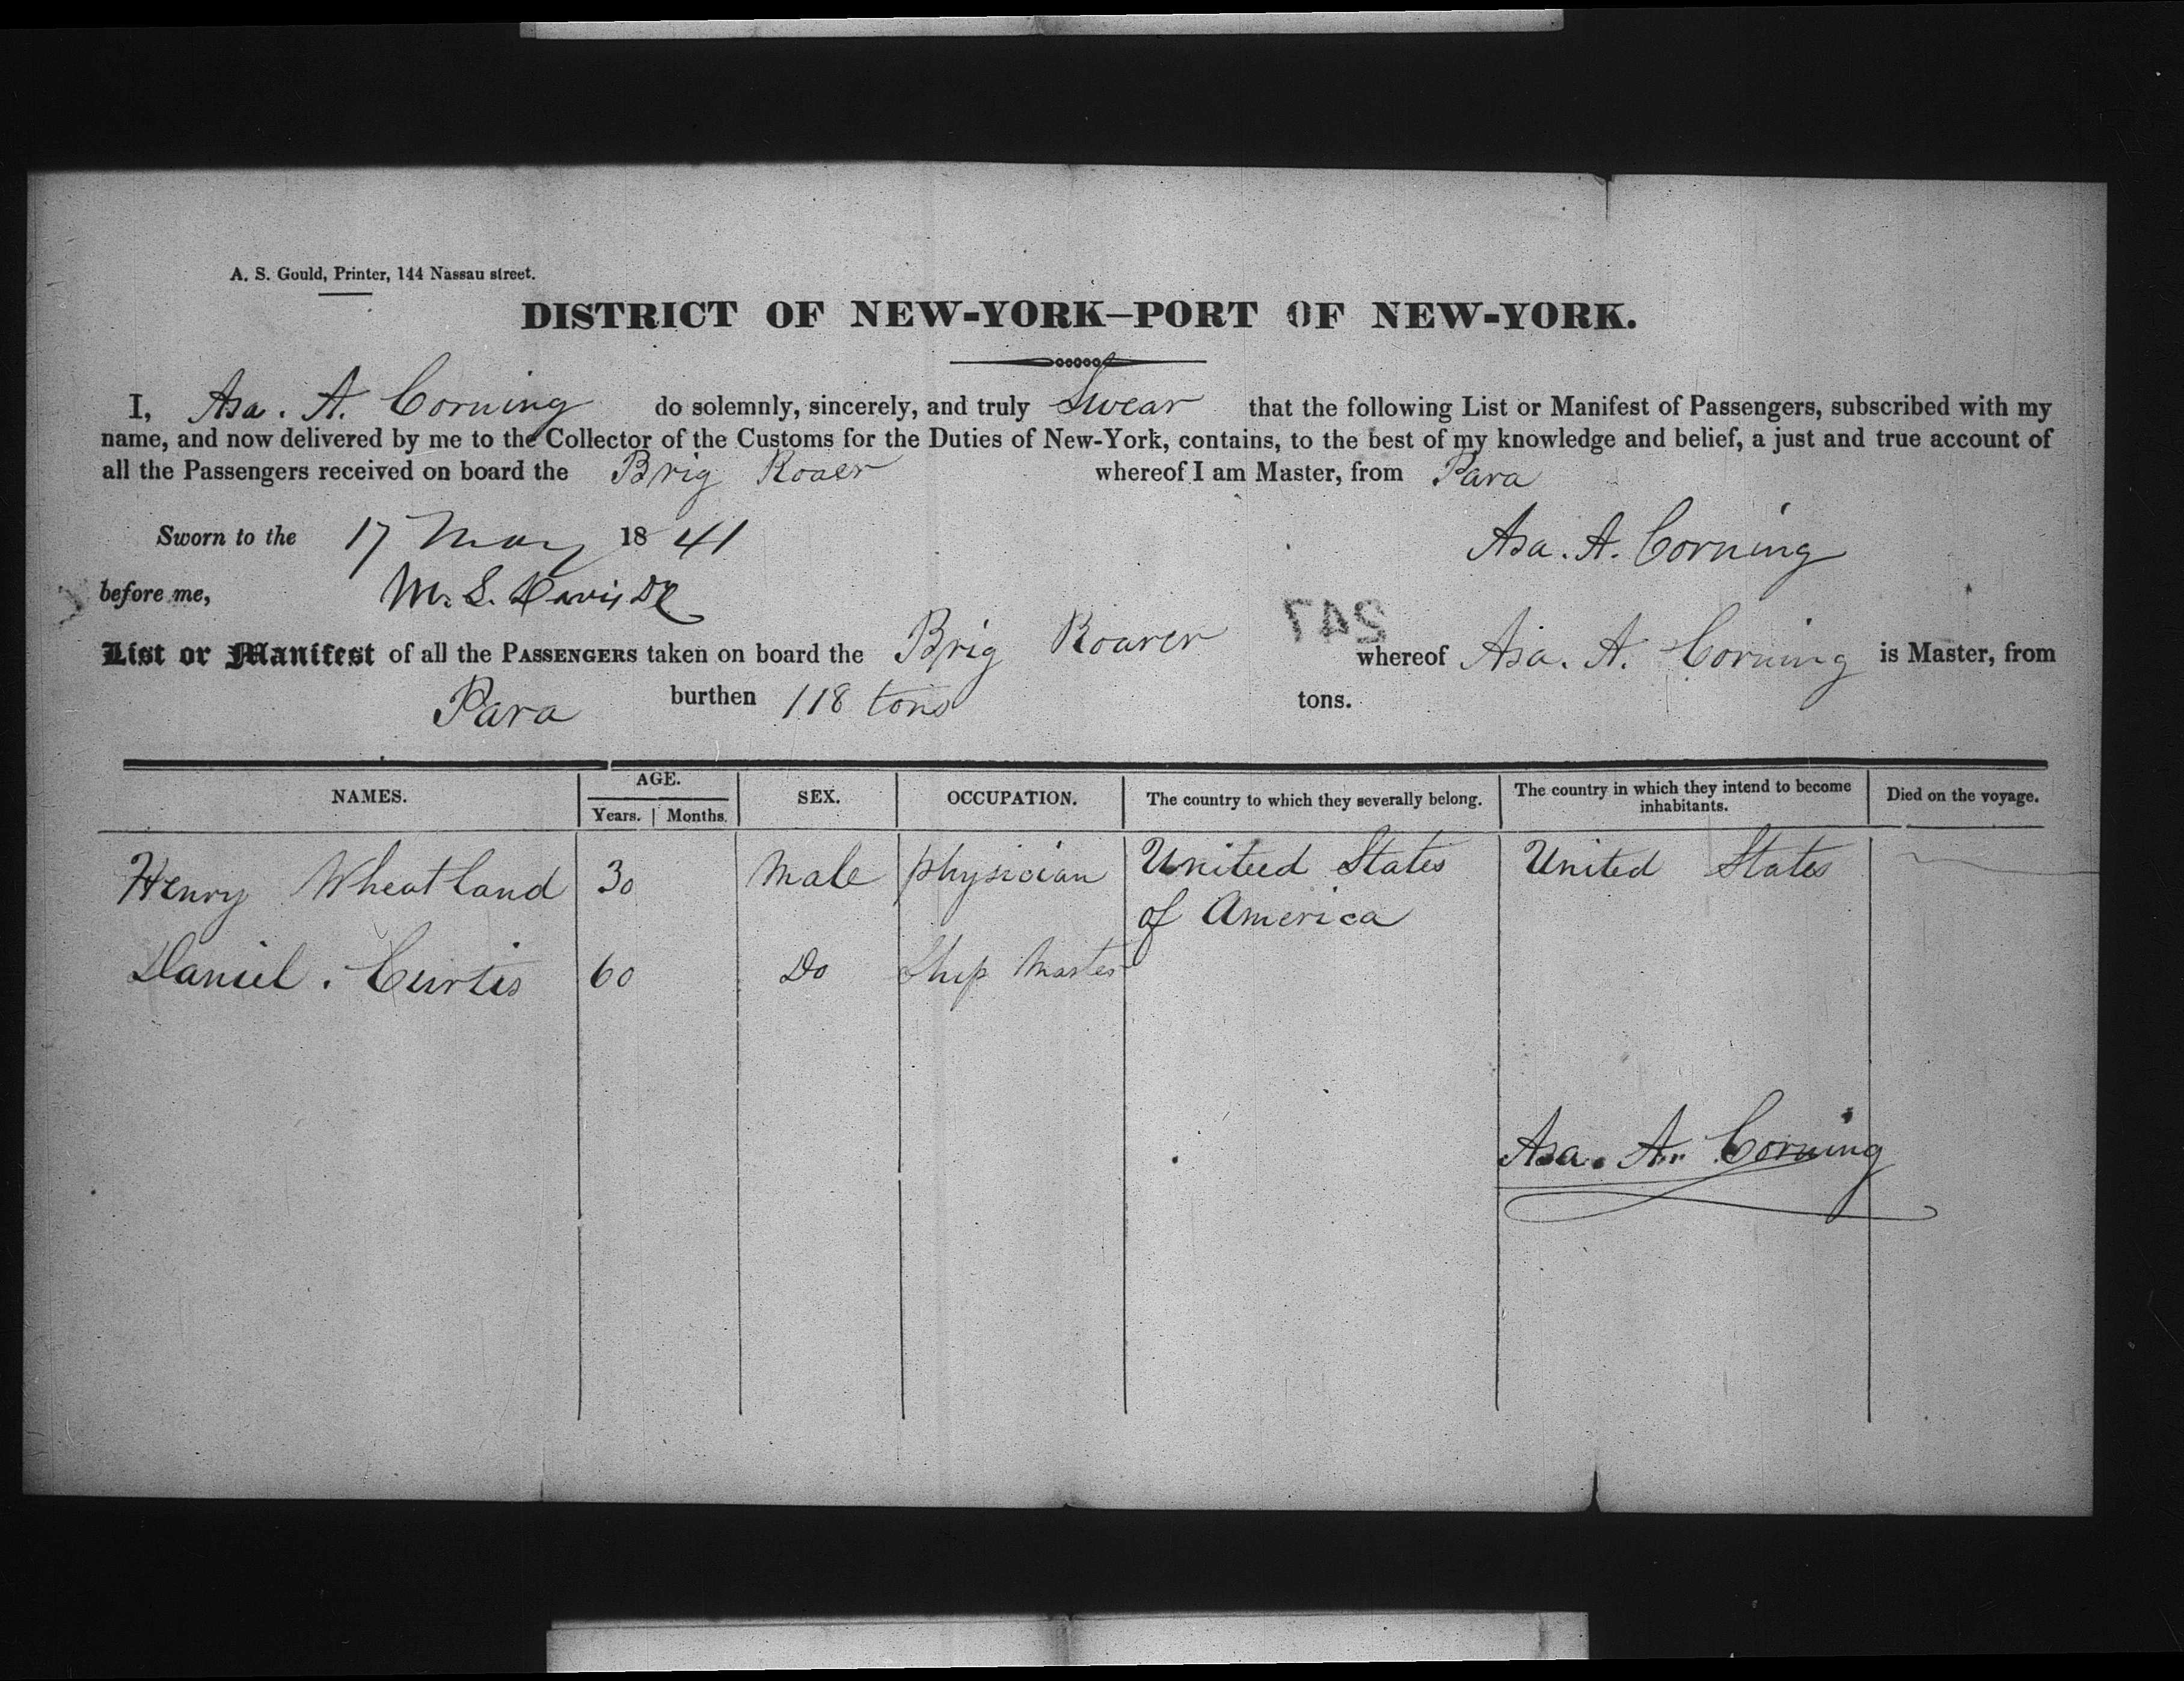 A. S. Gould, Printer, 144 Nassau street.
DISTRICT OF NEW-YORK—PORT OF NEW-YORK.
I, Asa. A. Corning do solemnly, sincerely, and truly Swear that the following List or Manifest of Passengers, subscribed with my
name, and now delivered by me to the Collector of the Customs for the Duties of New-York, contains, to the best of my knowledge and belief, a just and true account of
all the Passengers received on board the Brig Roaer whereof I am Master, from Para
Sworn to the 17 May 1841 Asa. A. Corning
before me, M. L. Davis DC
247
List or Manifest of all the PASSENGERS taken on board the Brig Roarer whereof Asa. A. Corning is Master, from
Para burthen 118 tons tons.
NAMES. AGE. Years. Months. SEX. OCCUPATION. The country to which they severally belong. The country in which they intend to become inhabitants. Died on the voyage.
Henry Wheatland 30 Male physician United States United States
of America
Daniel. Curtis 60 Do Ship Master
Asa. A. Corning